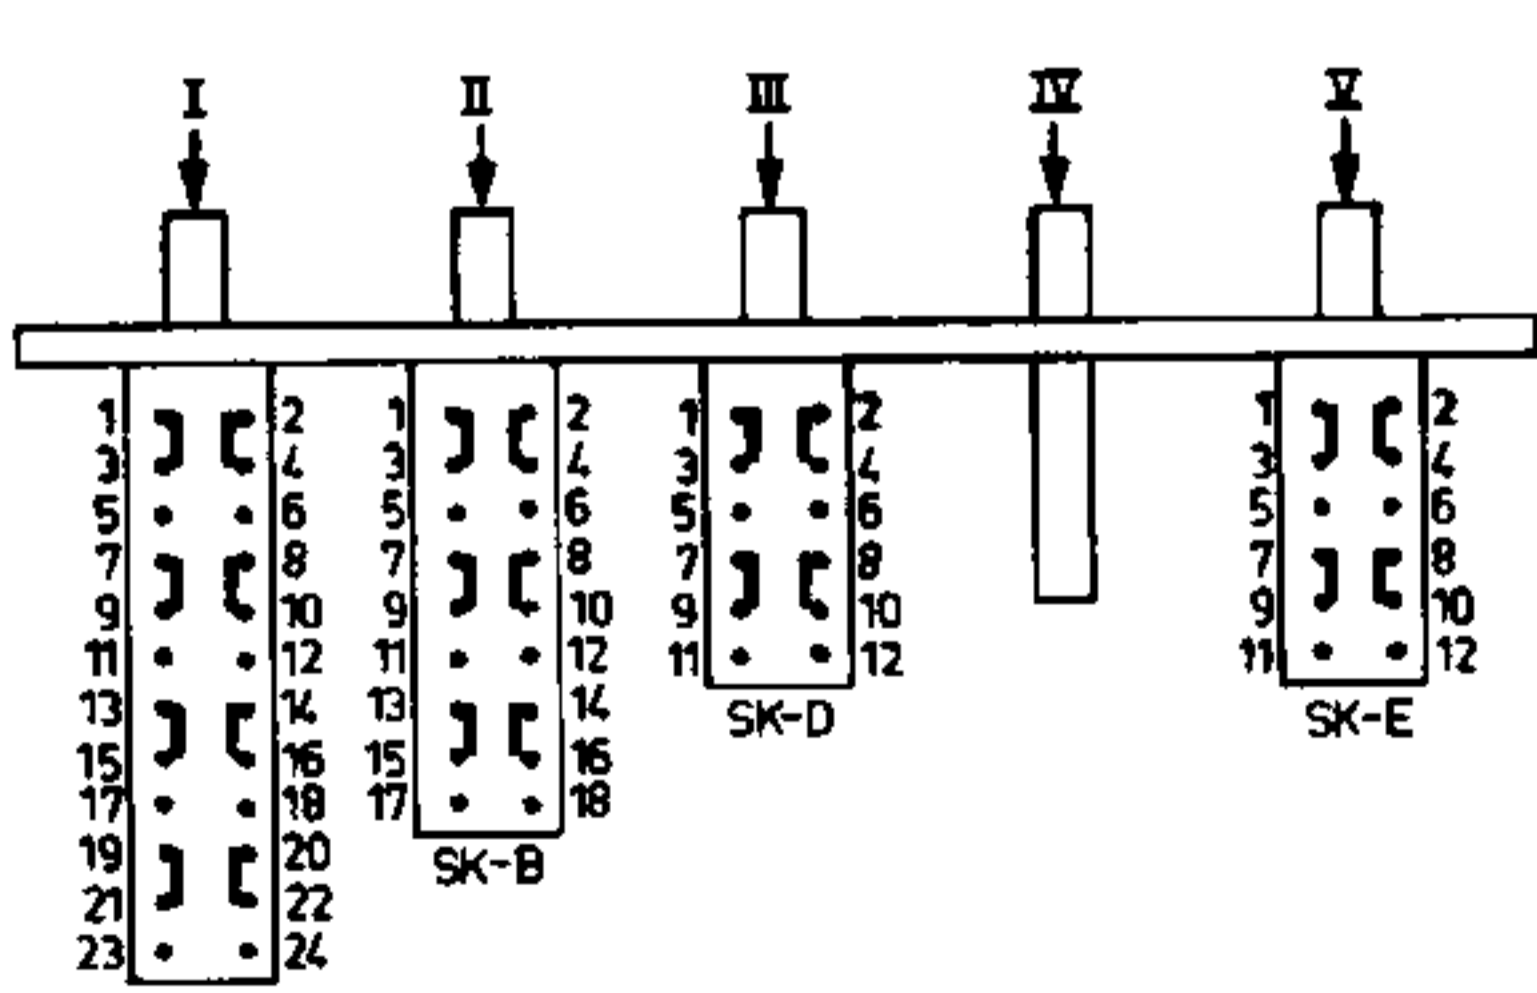 I II III IV V
1 2 1 2 1 2 1 2
3 4 3 4 3 4 3 4
5 6 5 6 5 6 5 6
7 8 7 8 7 8 7 8
9 10 9 10 9 10 9 10
11 12 11 12 11 12 11 12
13 14 13 14 SK-D SK-E
15 16 15 16
17 18 17 18
19 20 SK-B
21 22
23 24